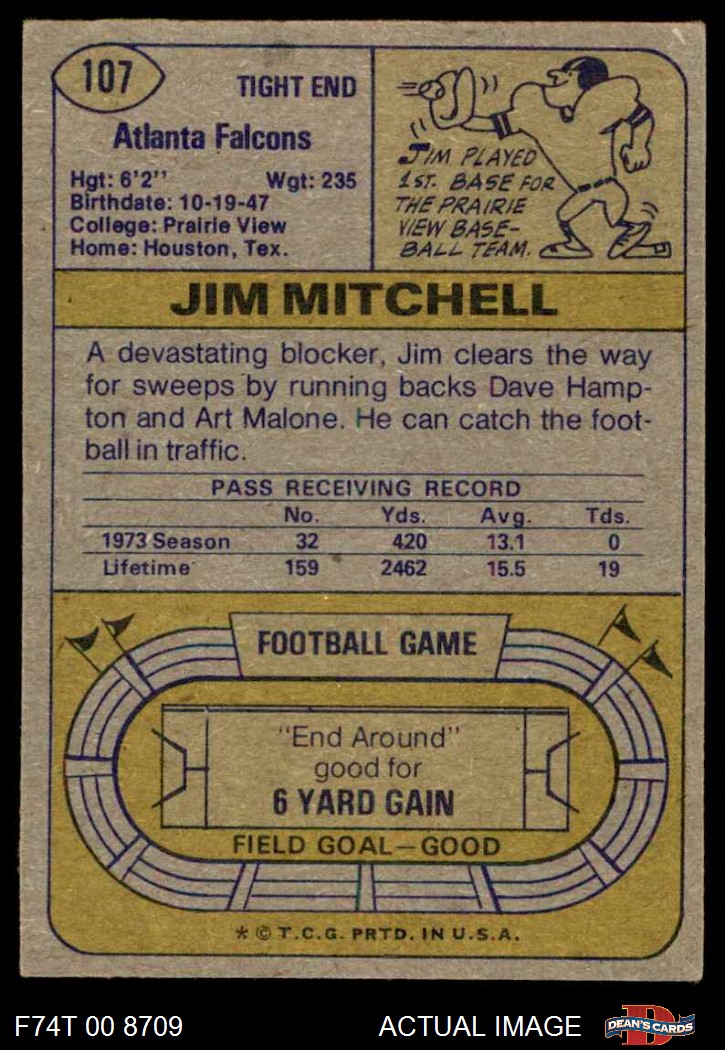 107
TIGHT END
Atlanta Falcons
Hgt: 6'2" Wgt: 235
Birthdate: 10-19-47
College: Prairie View
Home: Houston, Tex.
JIM PLAYED
1ST. BASE FOR
THE PRAIRIE
VIEW BASE-
BALL TEAM.
JIM MITCHELL
A devastating blocker, Jim clears the way
for sweeps by running backs Dave Hamp-
ton and Art Malone. He can catch the foot-
ball in traffic.
PASS RECEIVING RECORD
No. Yds. Avg. Tds.
1973 Season 32 420 13.1 0
Lifetime 159 2462 15.5 19
FOOTBALL GAME
"End Around"
good for
6 YARD GAIN
FIELD GOAL—GOOD
* © T.C.G. PRTD. IN U.S.A.
F74T 00 8709 ACTUAL IMAGE
D
DEAN'S CARDS